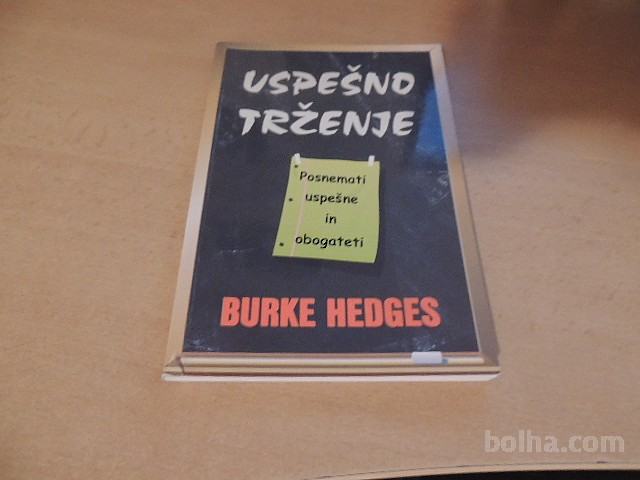 USPEŠNO
TRŽENJE
Posnemati
uspešne
in
obogateti
BURKE HEDGES
bolha.com